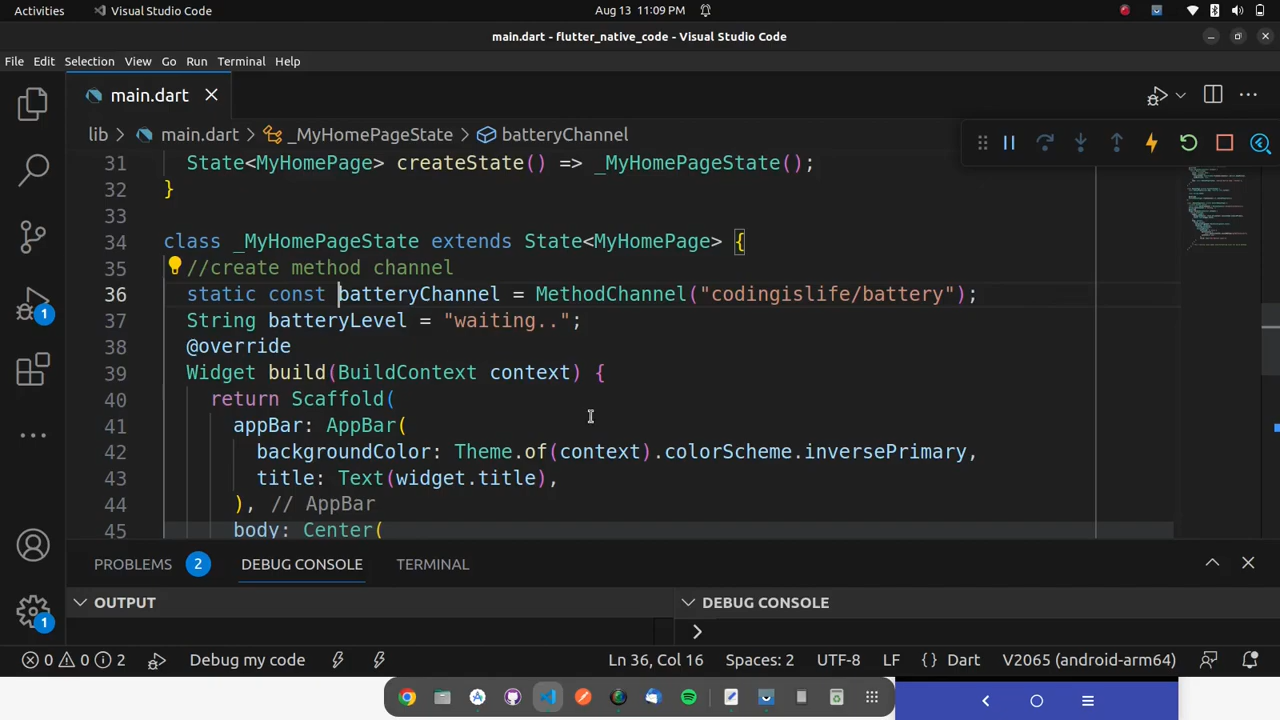 Activities Visual Studio Code Aug 13 11:09 PM
main.dart - flutter_native_code - Visual Studio Code
File Edit Selection View Go Run Terminal Help
main.dart
lib > main.dart > _MyHomePageState > batteryChannel
31 State<MyHomePage> createState() => _MyHomePageState();
32 }
33
34 class _MyHomePageState extends State<MyHomePage> {
35 //create method channel
36 static const batteryChannel = MethodChannel("codingislife/battery");
37 String batteryLevel = "waiting..";
38 @override
39 Widget build(BuildContext context) {
40 return Scaffold(
41 appBar: AppBar(
42 backgroundColor: Theme.of(context).colorScheme.inversePrimary,
43 title: Text(widget.title),
44 ), // AppBar
45 body: Center(
1
PROBLEMS 2 DEBUG CONSOLE TERMINAL
OUTPUT
DEBUG CONSOLE
>
1
0 0 2 Debug my code Ln 36, Col 16 Spaces: 2 UTF-8 LF {} Dart V2065 (android-arm64)